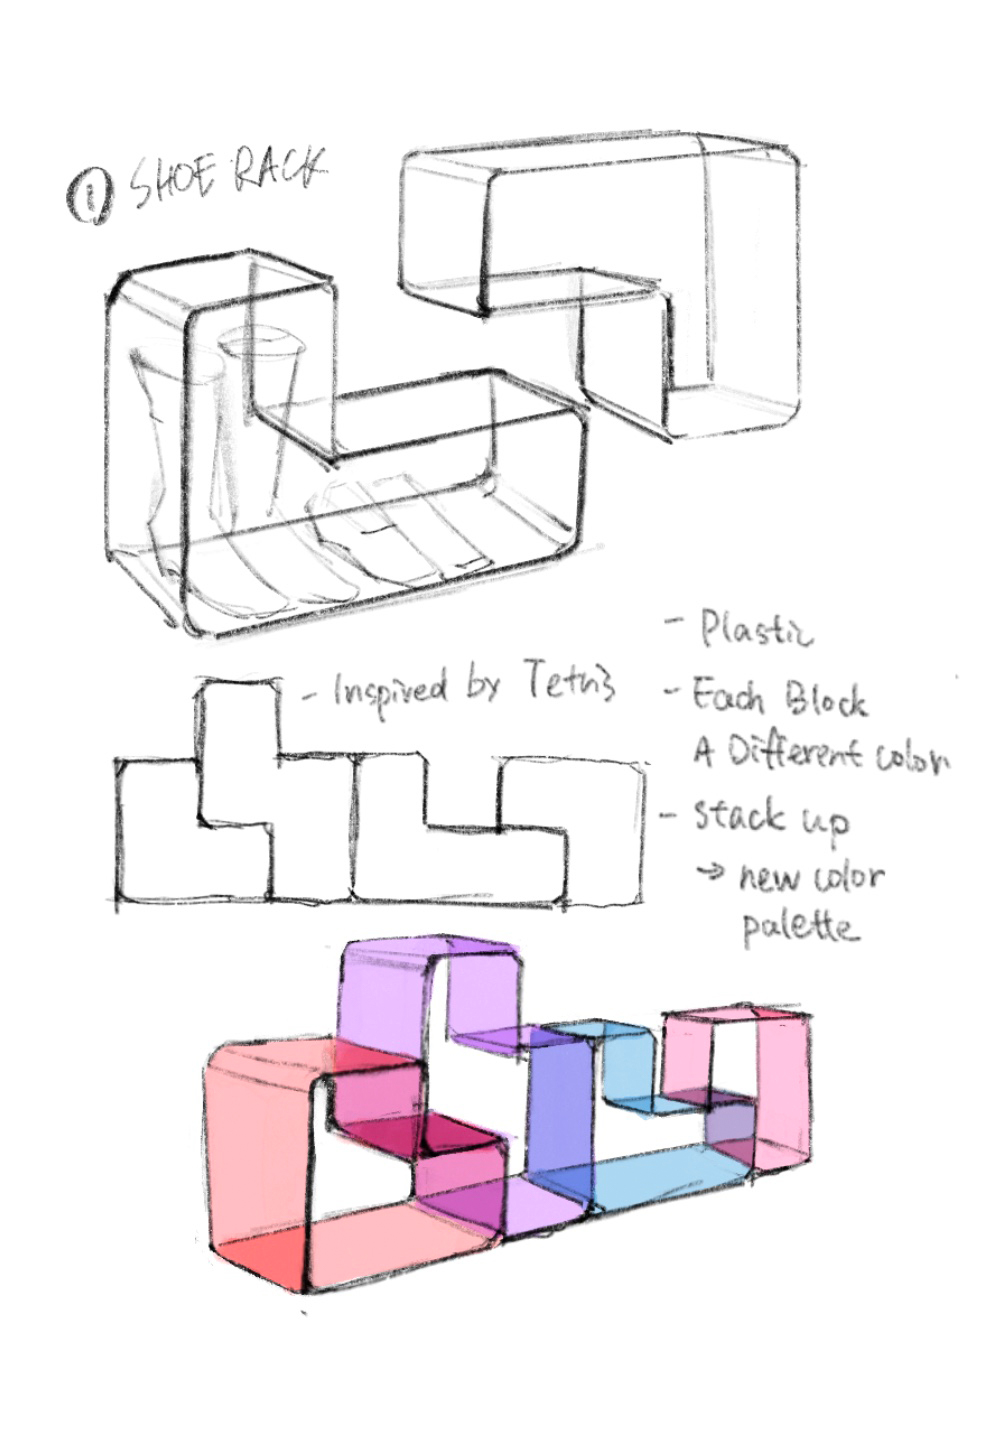 ① SHOE RACK
- Plastic
- Inspired by Tetris
- Each Block
A Different color
- Stack up
→ new color
palette